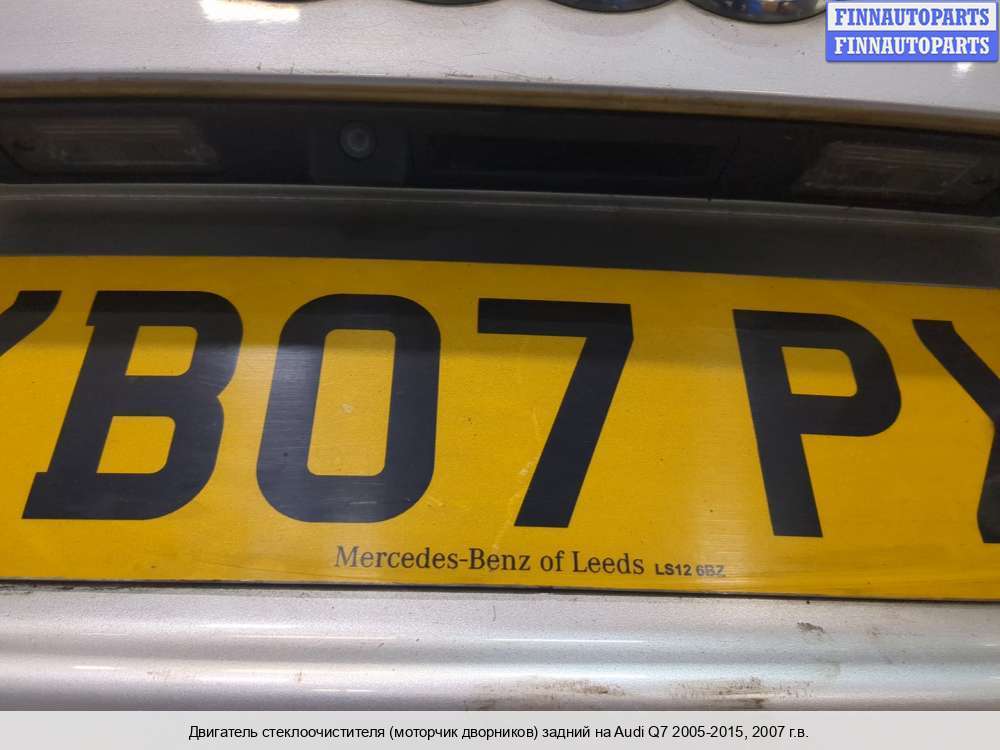 FINNAUTOPARTS
FINNAUTOPARTS
YB07 PY
Mercedes-Benz of Leeds LS12 6BZ
Двигатель стеклоочистителя (моторчик дворников) задний на Audi Q7 2005-2015, 2007 г.в.